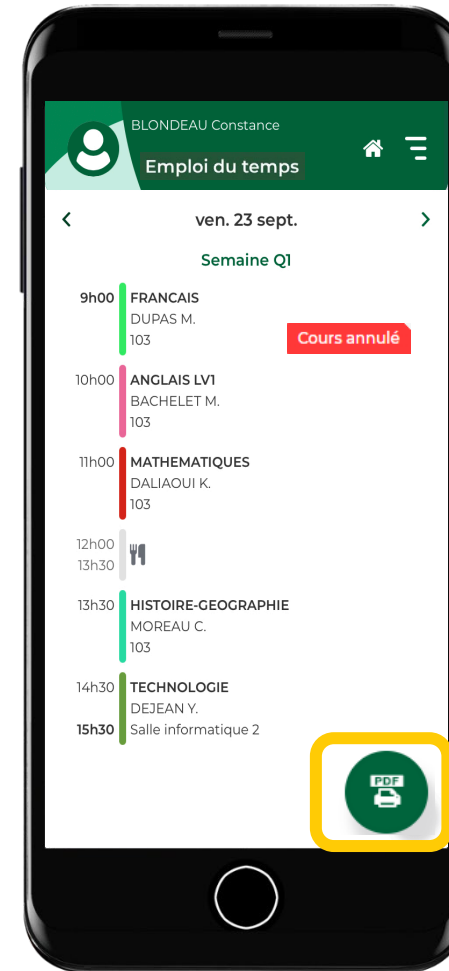 BLONDEAU Constance
Emploi du temps
ven. 23 sept.
Semaine Q1
9h00 FRANCAIS
DUPAS M.
103
Cours annulé
10h00 ANGLAIS LV1
BACHELET M.
103
11h00 MATHEMATIQUES
DALIAOUI K.
103
12h00
13h30
13h30 HISTOIRE-GEOGRAPHIE
MOREAU C.
103
14h30 TECHNOLOGIE
DEJEAN Y.
15h30 Salle informatique 2
PDF